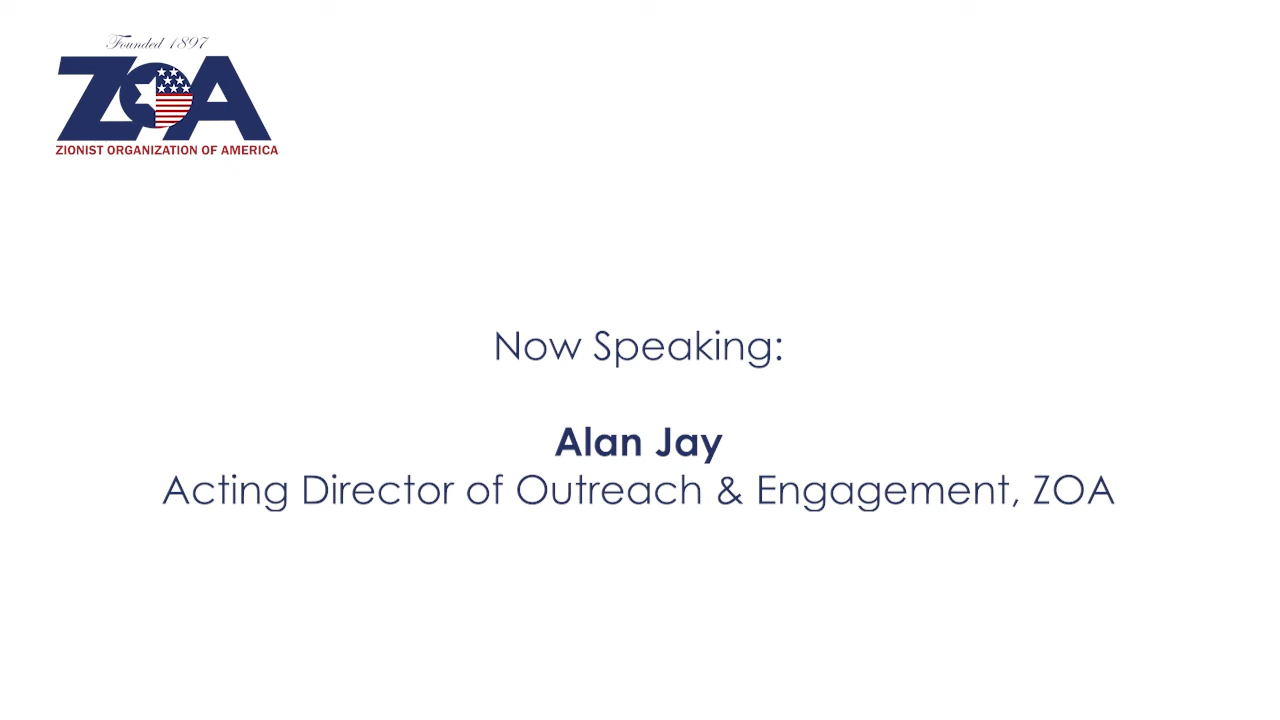 Founded 1897
ZOA
ZIONIST ORGANIZATION OF AMERICA
Now Speaking:
Alan Jay
Acting Director of Outreach & Engagement, ZOA